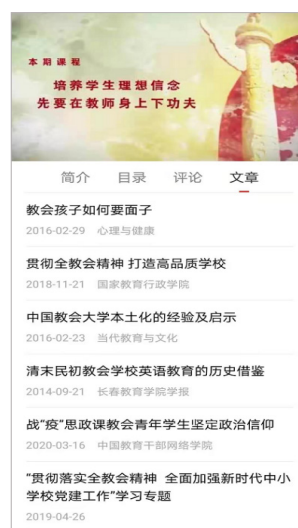 本期课程
培养学生理想信念
先要在教师身上下功夫
简介 目录 评论 文章
教会孩子如何要面子
2016-02-29 心理与健康
贯彻全教会精神 打造高品质学校
2018-11-21 国家教育行政学院
中国教会大学本土化的经验及启示
2016-02-23 当代教育与文化
清末民初教会学校英语教育的历史借鉴
2014-09-21 长春教育学院学报
战“疫”思政课教会青年学生坚定政治信仰
2020-03-16 中国教育干部网络学院
“贯彻落实全教会精神 全面加强新时代中小
学校党建工作”学习专题
2019-04-26